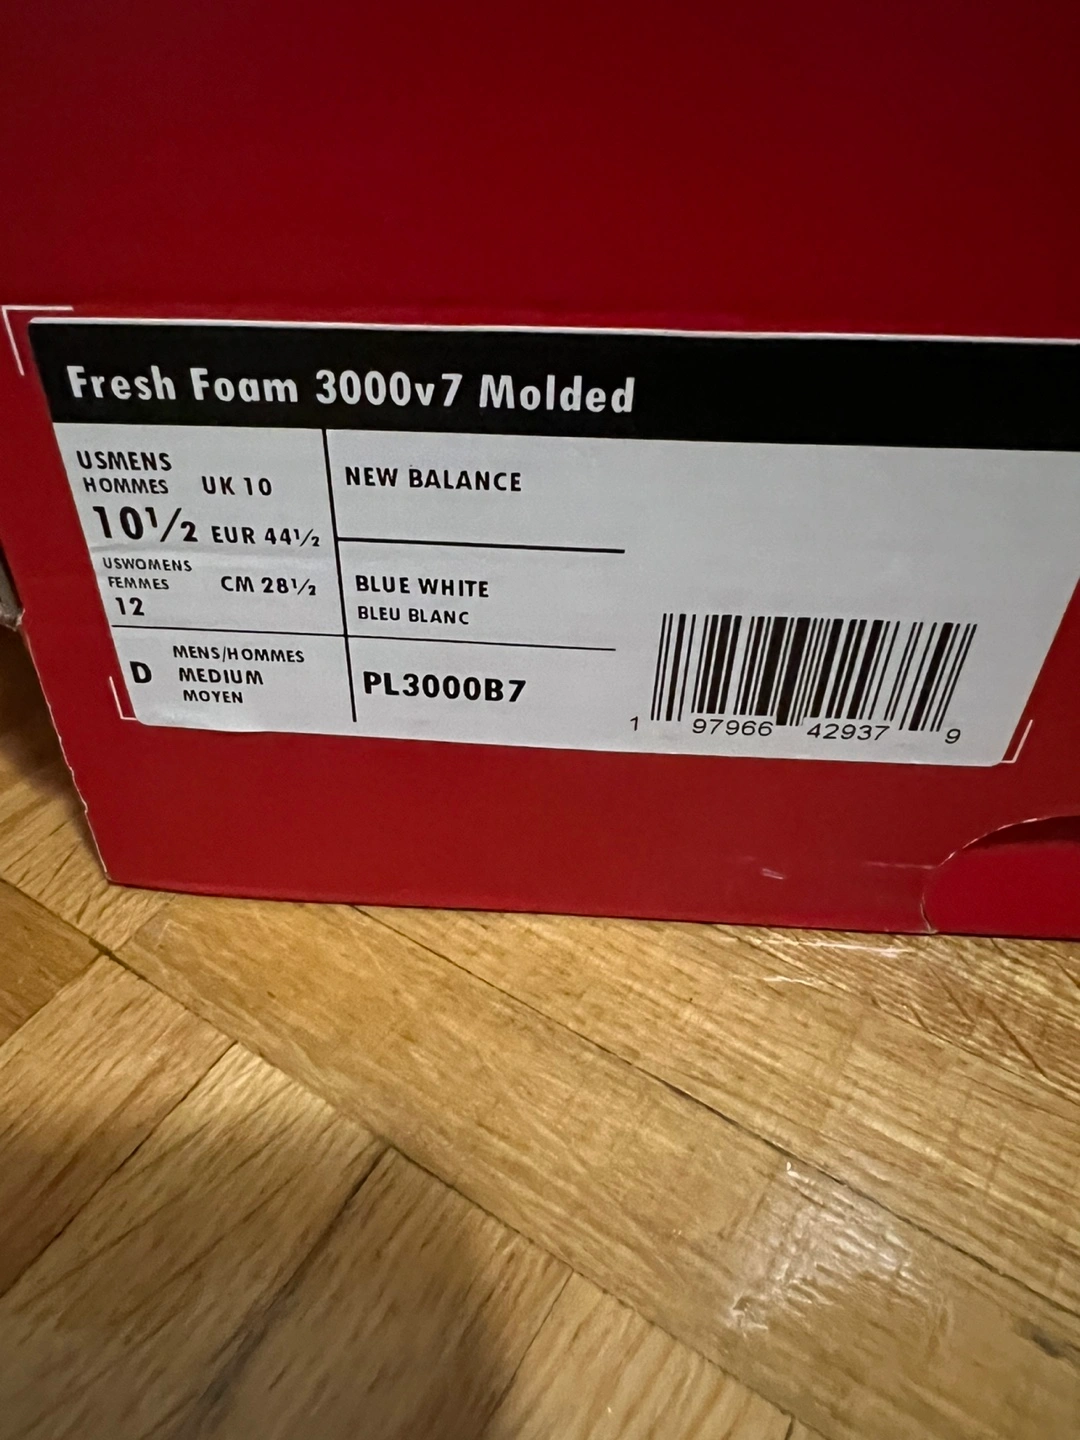 Fresh Foam 3000v7 Molded
USMENS
HOMMES UK 10
10½ EUR 44½
USWOMENS
FEMMES CM 28½
12
D MENS/HOMMES
MEDIUM
MOYEN
NEW BALANCE
BLUE WHITE
BLEU BLANC
PL3000B7
1 97966 42937 9